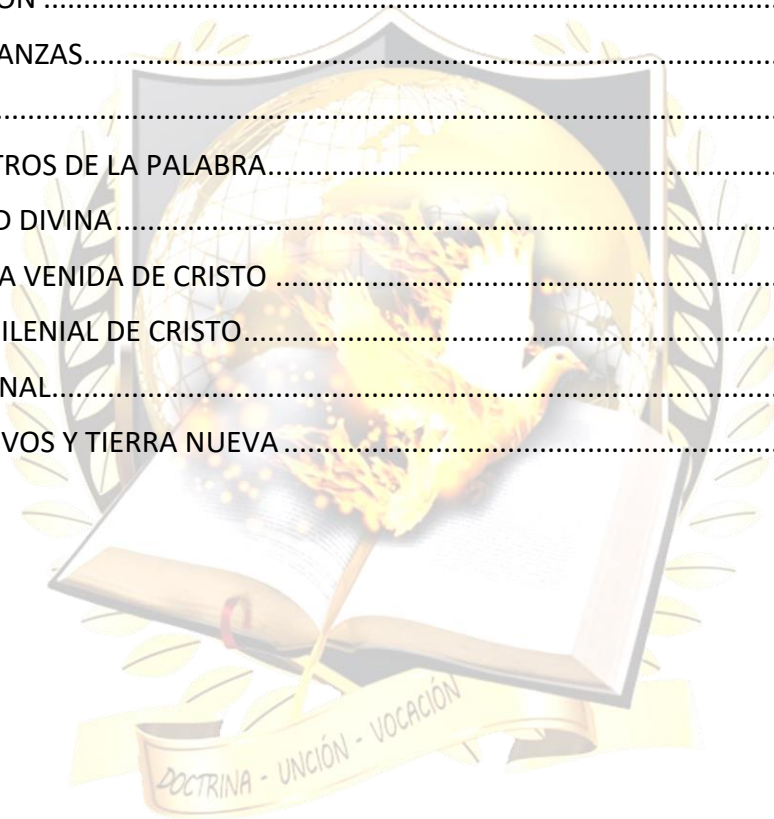 ÓN ....................
ANZAS....................
....................
TROS DE LA PALABRA....................
D DIVINA....................
A VENIDA DE CRISTO ....................
ILENIAL DE CRISTO....................
NAL....................
VOS Y TIERRA NUEVA ....................
DOCTRINA - UNCIÓN - VOCACIÓN